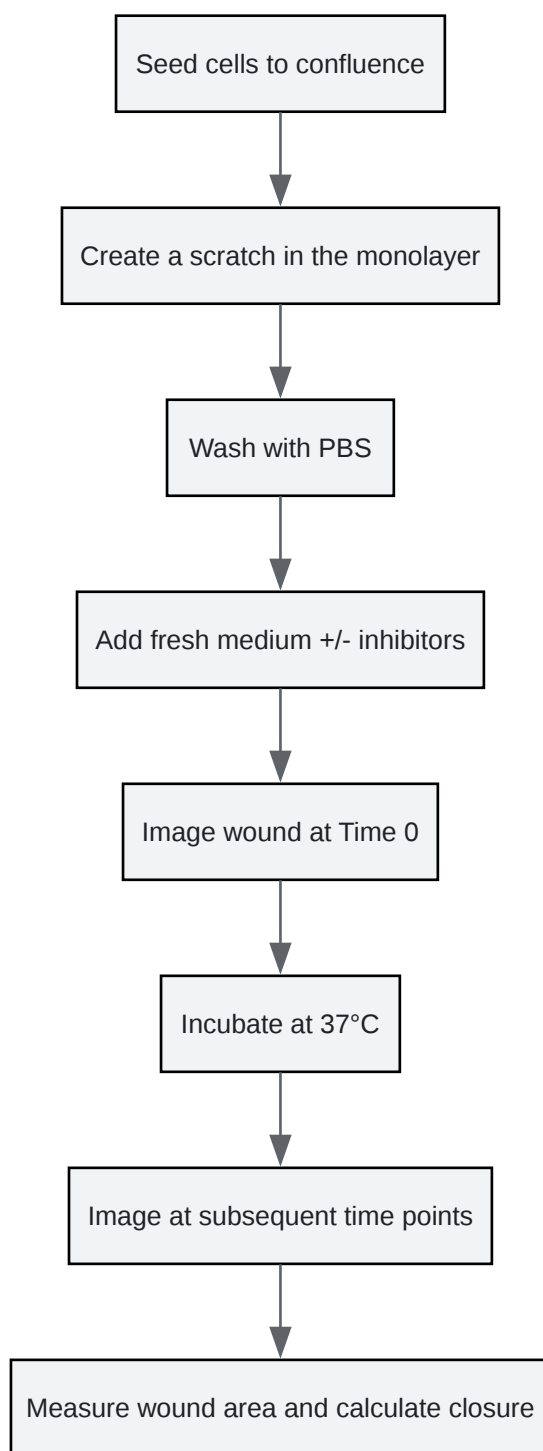 Seed cells to confluence
Create a scratch in the monolayer
Wash with PBS
Add fresh medium +/- inhibitors
Image wound at Time 0
Incubate at 37°C
Image at subsequent time points
Measure wound area and calculate closure